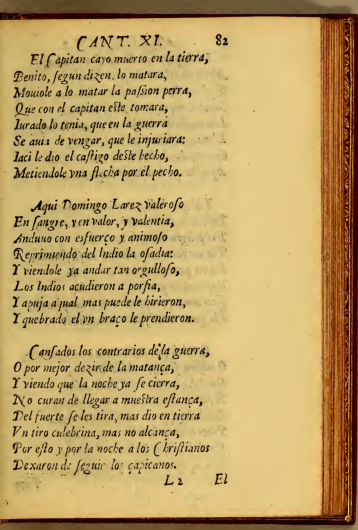 CANT. XI. 82
El Capitan cayo muerto en la tierra,
Benito, ſegun dizen, lo matara,
Mouiole a lo matar la paſsion perra,
Que con el capitan eſte tomara,
Iurado lo tenia, que en la guerra
Se auia de vengar, que le injuriara:
Iaci le dio el caſtigo deſte hecho,
Metiendole vna flecha por el pecho.
Aqui Domingo Larez valeroſo
En ſangre, y en valor, y valentia,
Anduuo con esfuerço y animoſo
Reprimiendo del Indio la oſadia:
Y viendole ya andar tan orgulloſo,
Los Indios acudieron a porfia,
Y apuja a qual mas puede le hirieron,
Y quebrado el vn braço le prendieron.
Canſados los contrarios de la guerra,
O por mejor dezir de la matança,
Y viendo que la noche ya ſe cierra,
No curan de llegar a mueſtra eſtança,
Del fuerte ſe les tira, mas dio en tierra
Vn tiro culebrina, mas no alcança,
Por eſto y por la noche a los Chriſtianos
Dexaron de ſeguir los çapicanos.
L 2 El